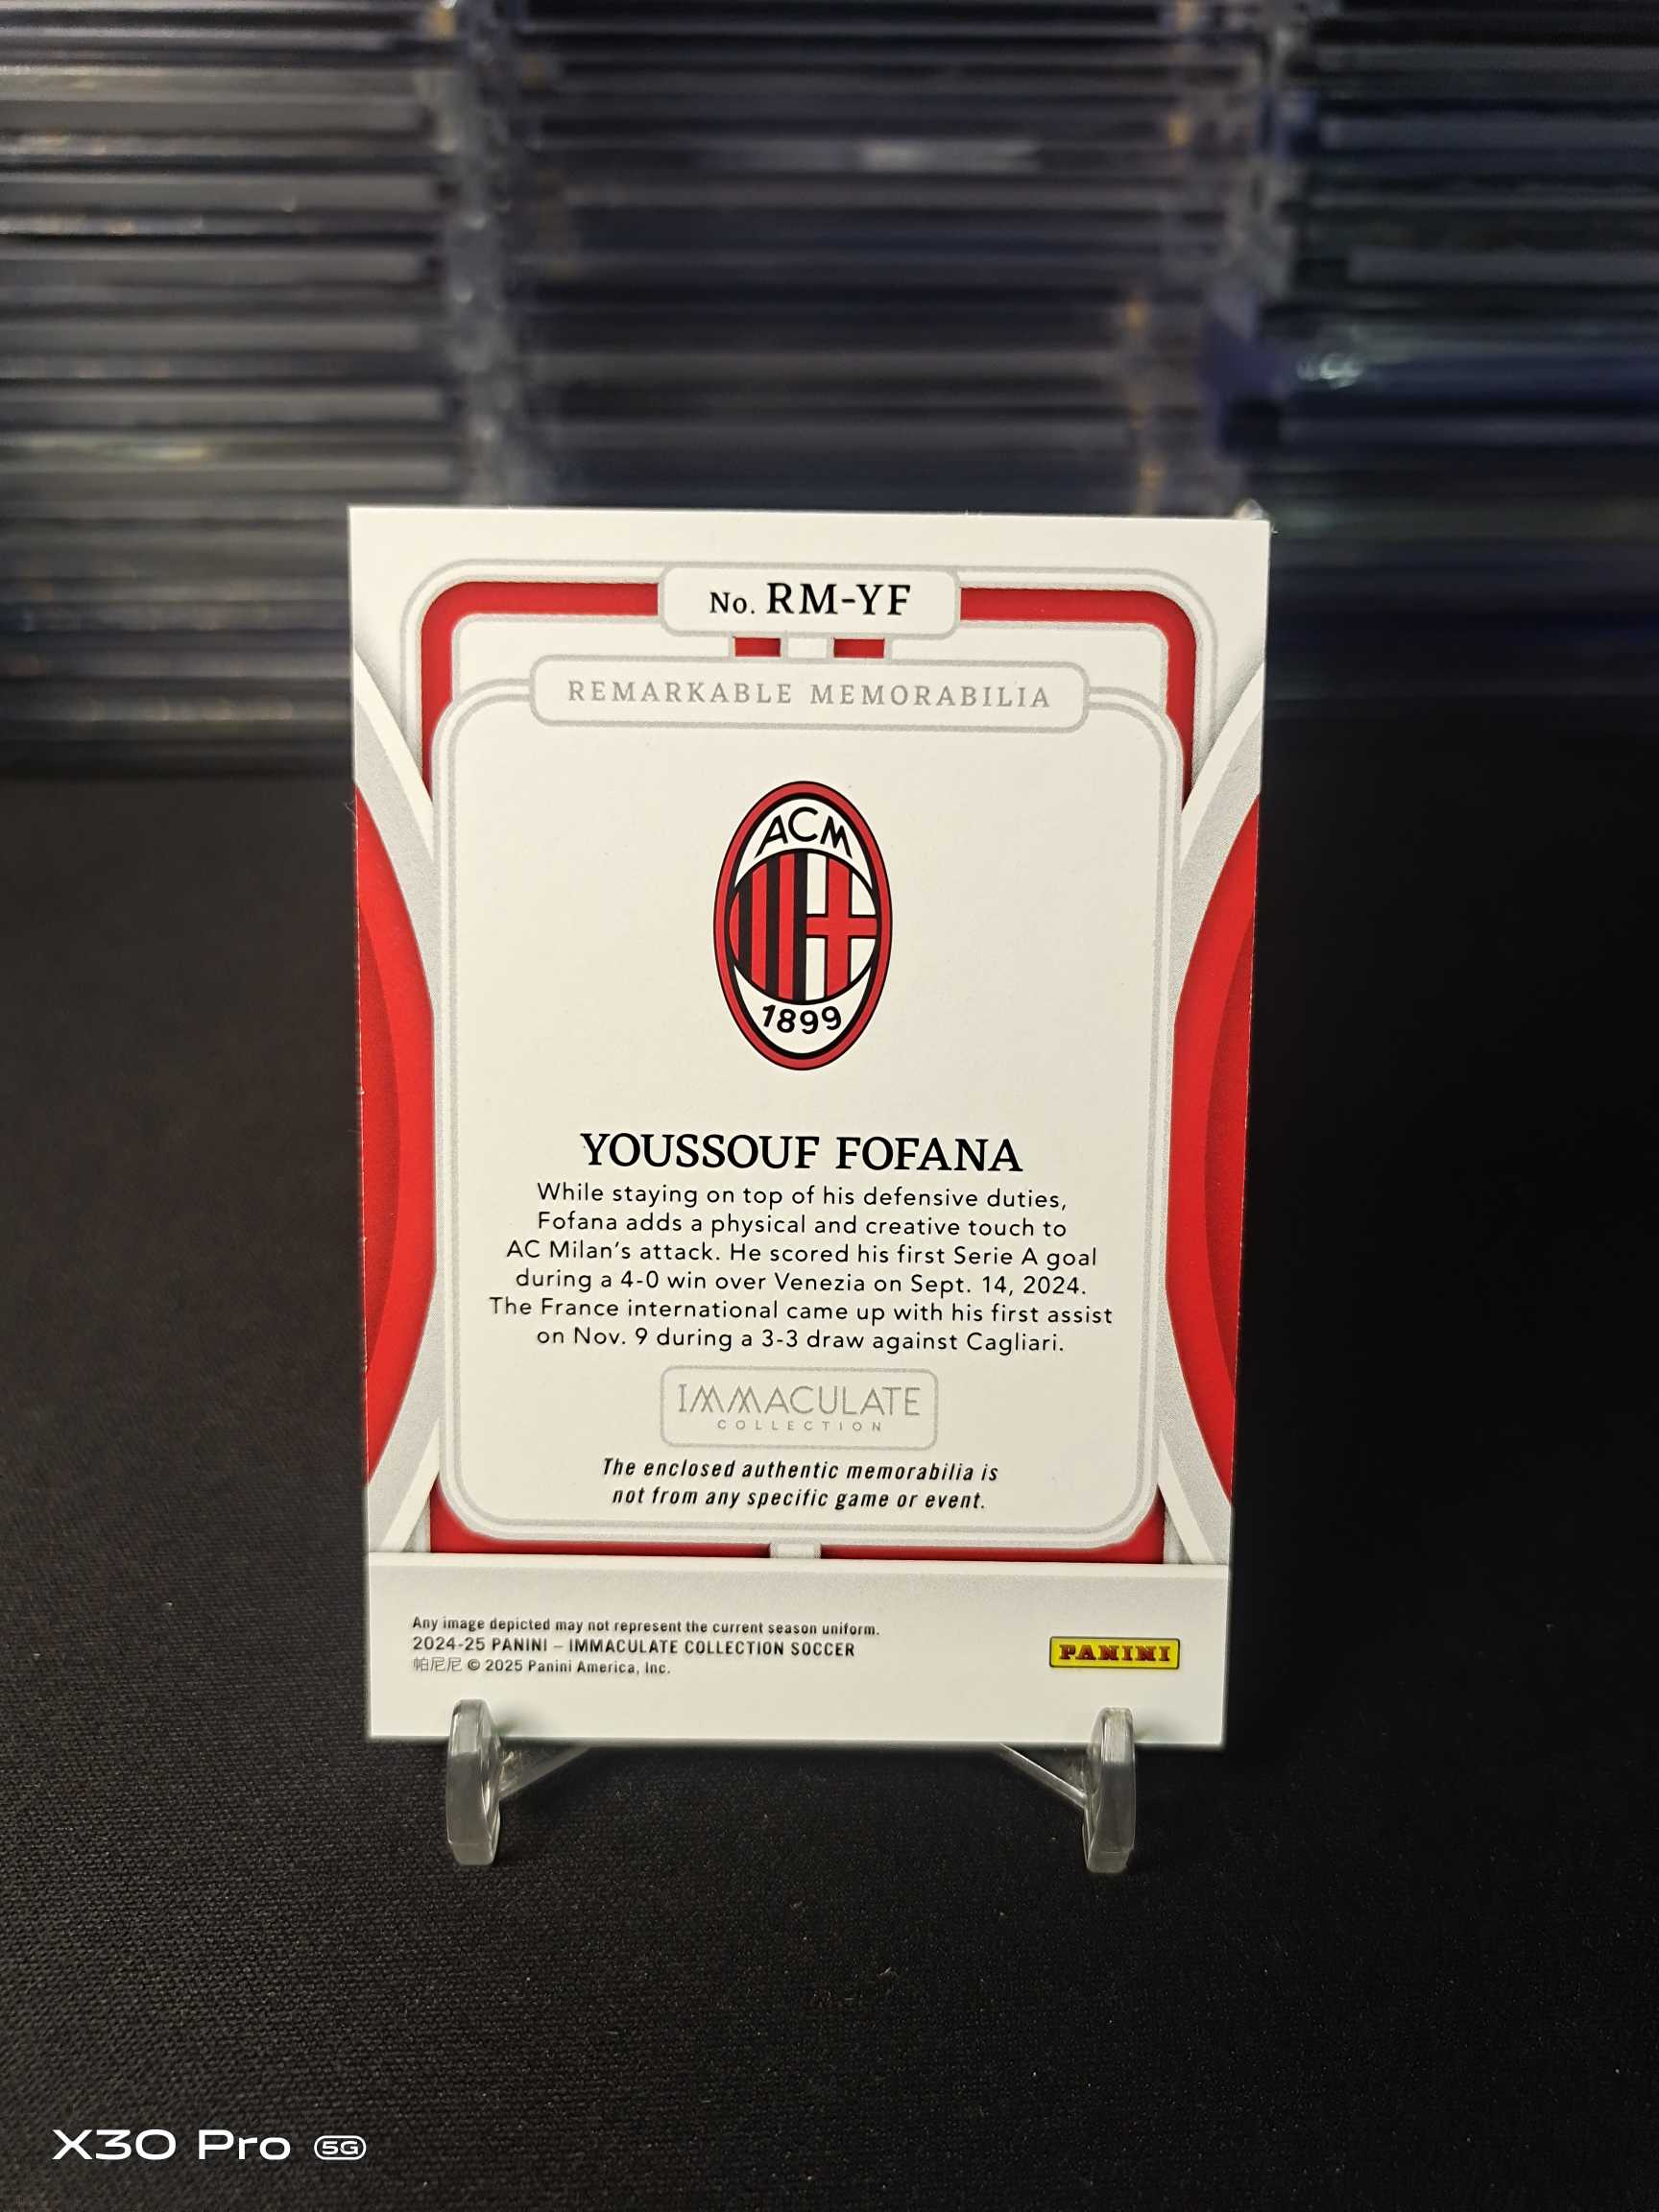 No. RM-YF
REMARKABLE MEMORABILIA
ACM
1899
YOUSSOUF FOFANA
While staying on top of his defensive duties,
Fofana adds a physical and creative touch to
AC Milan's attack. He scored his first Serie A goal
during a 4-0 win over Venezia on Sept. 14, 2024.
The France international came up with his first assist
on Nov. 9 during a 3-3 draw against Cagliari.
IMMACULATE
COLLECTION
The enclosed authentic memorabilia is
not from any specific game or event.
Any image depicted may not represent the current season uniform.
2024-25 PANINI – IMMACULATE COLLECTION SOCCER
帕尼尼 © 2025 Panini America, Inc.
PANINI
X30 Pro 5G